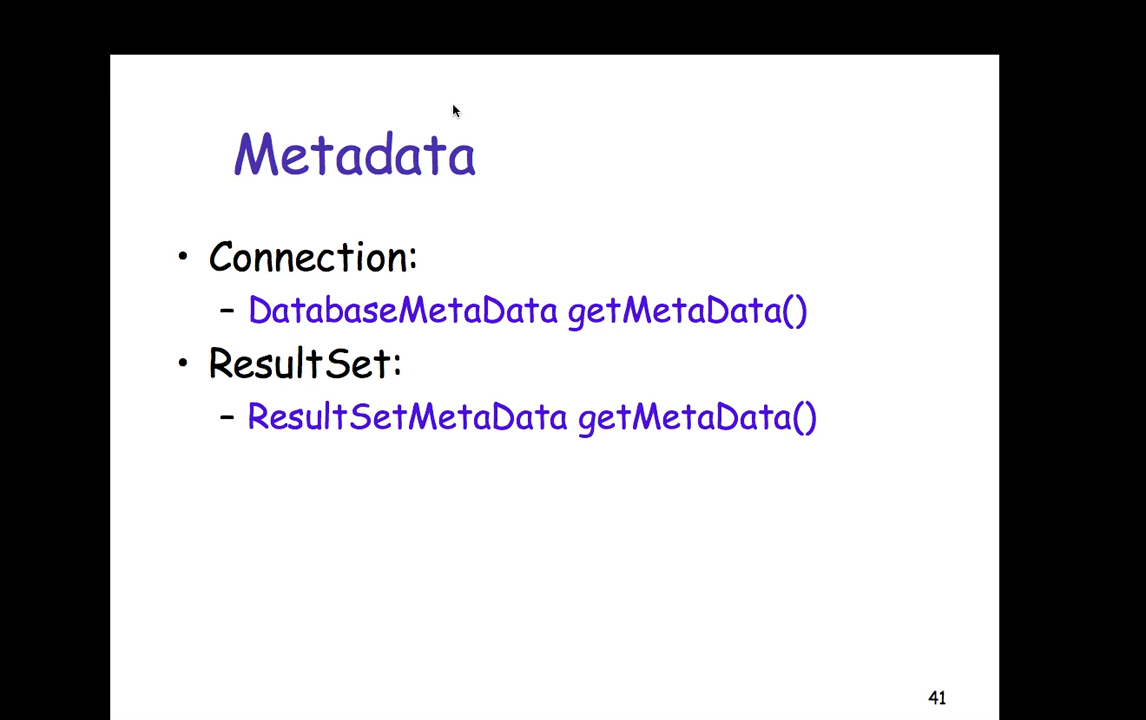 Metadata
• Connection:
– DatabaseMetaData getMetaData()
• ResultSet:
– ResultSetMetaData getMetaData()
41